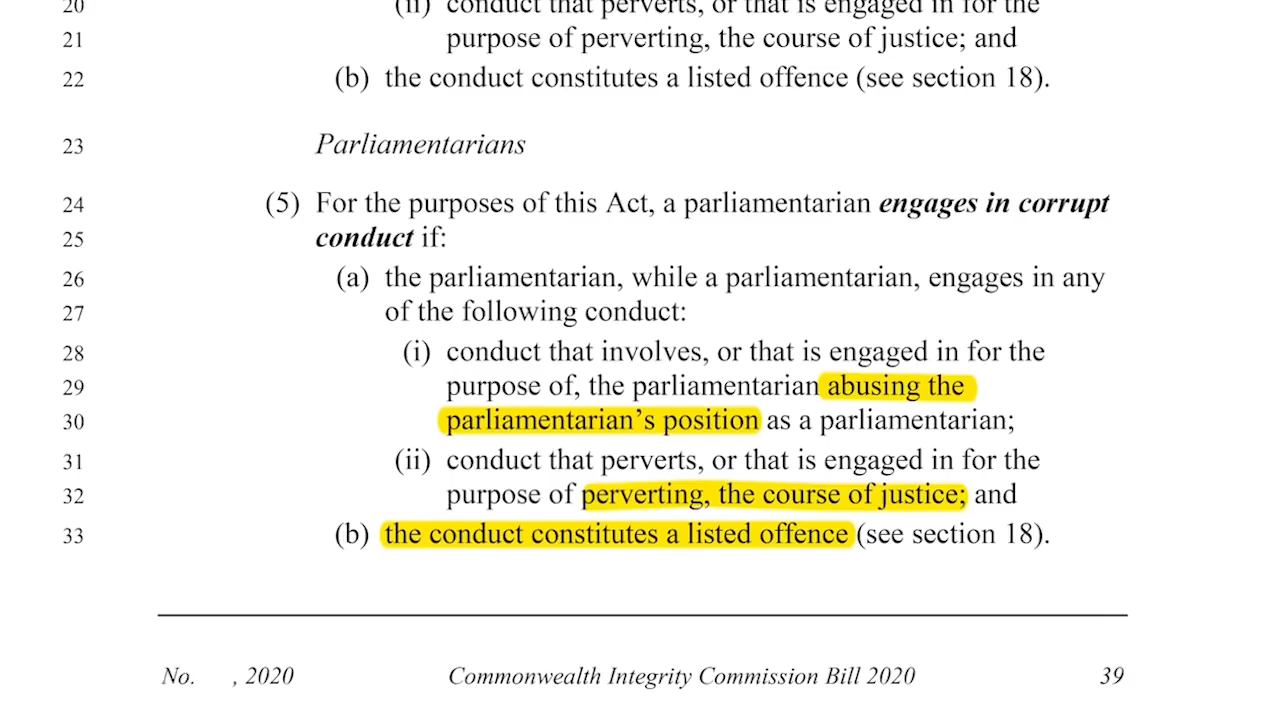 20 (ii) conduct that perverts, or that is engaged in for the
21 purpose of perverting, the course of justice; and
22 (b) the conduct constitutes a listed offence (see section 18).
23 Parliamentarians
24 (5) For the purposes of this Act, a parliamentarian engages in corrupt
25 conduct if:
26 (a) the parliamentarian, while a parliamentarian, engages in any
27 of the following conduct:
28 (i) conduct that involves, or that is engaged in for the
29 purpose of, the parliamentarian abusing the
30 parliamentarian’s position as a parliamentarian;
31 (ii) conduct that perverts, or that is engaged in for the
32 purpose of perverting, the course of justice; and
33 (b) the conduct constitutes a listed offence (see section 18).
No. , 2020 Commonwealth Integrity Commission Bill 2020 39